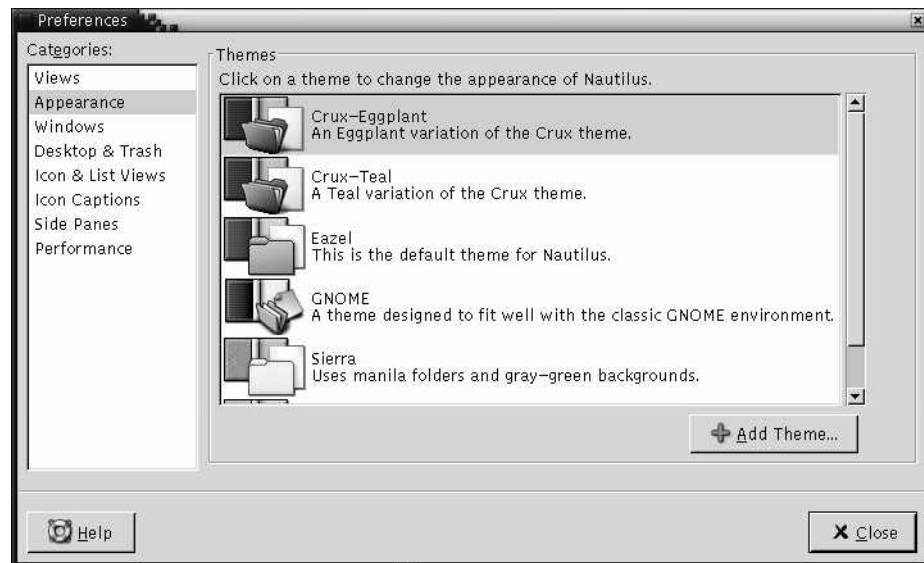 Preferences
Categories:
Views
Appearance
Windows
Desktop & Trash
Icon & List Views
Icon Captions
Side Panes
Performance
Themes
Click on a theme to change the appearance of Nautilus.
Crux-Eggplant
An Eggplant variation of the Crux theme.
Crux-Teal
A Teal variation of the Crux theme.
Eazel
This is the default theme for Nautilus.
GNOME
A theme designed to fit well with the classic GNOME environment.
Sierra
Uses manila folders and gray-green backgrounds.
Add Theme...
Help
Close